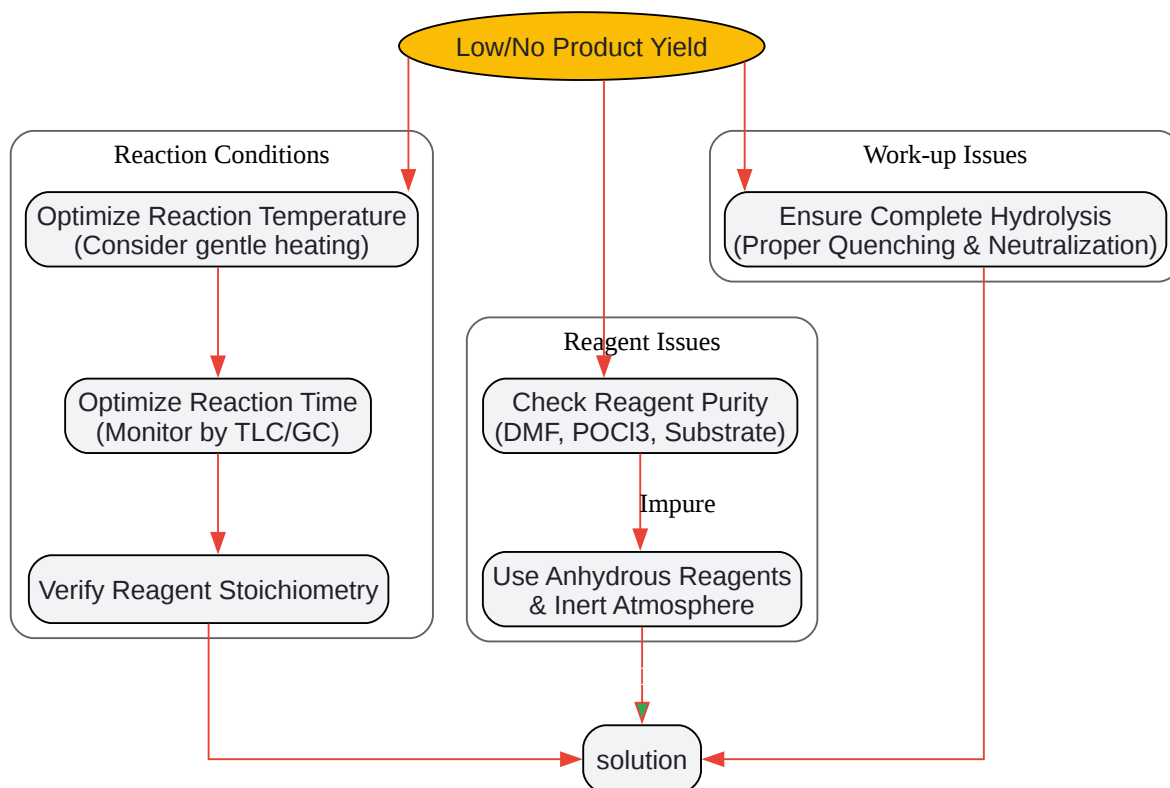 Low/No Product Yield
Reaction Conditions
Optimize Reaction Temperature
(Consider gentle heating)
Optimize Reaction Time
(Monitor by TLC/GC)
Verify Reagent Stoichiometry
Reagent Issues
Check Reagent Purity
(DMF, POCl3, Substrate)
Impure
Use Anhydrous Reagents
& Inert Atmosphere
Work-up Issues
Ensure Complete Hydrolysis
(Proper Quenching & Neutralization)
solution